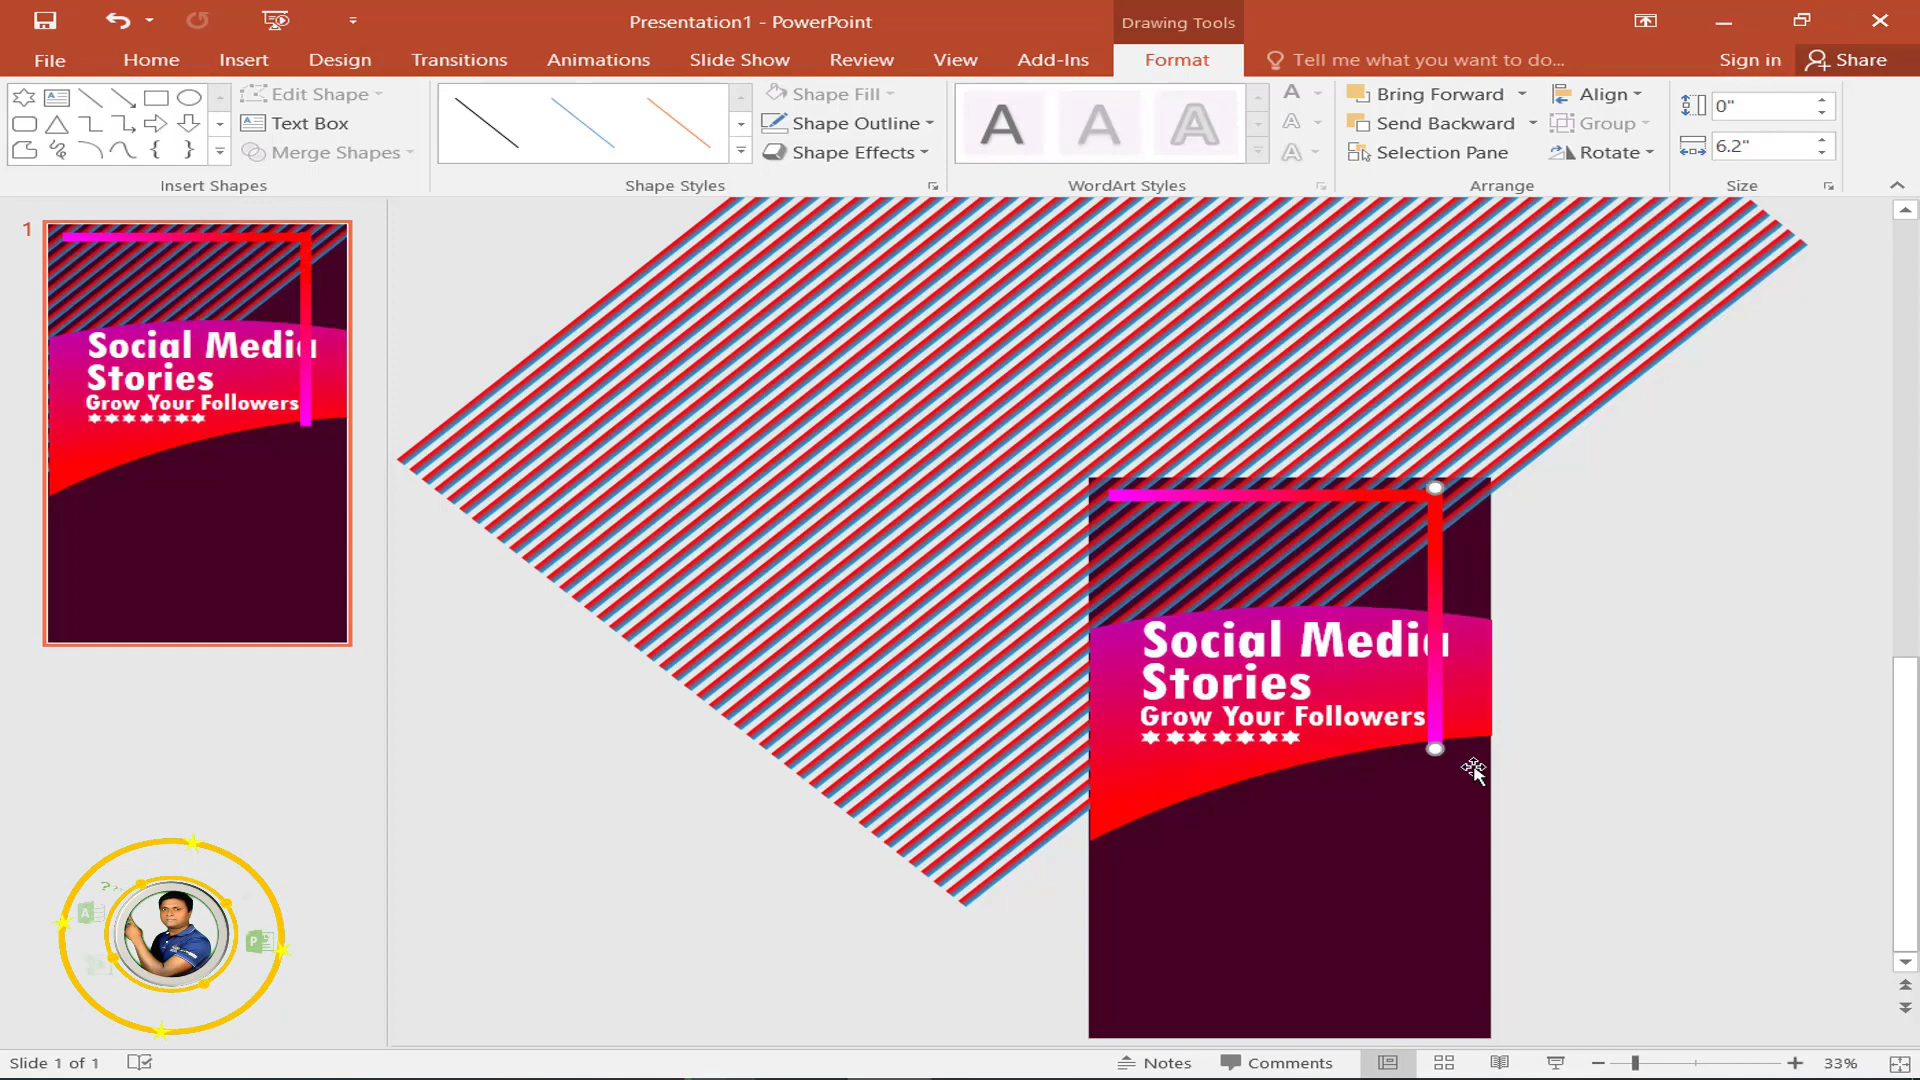 Presentation1 - PowerPoint
Drawing Tools
File
Home
Insert
Design
Transitions
Animations
Slide Show
Review
View
Add-Ins
Format
Tell me what you want to do...
Sign in
Share
Edit Shape
Text Box
Merge Shapes
Insert Shapes
Shape Fill
Shape Outline
Shape Effects
Shape Styles
A A A
WordArt Styles
A
A
A
Bring Forward
Send Backward
Selection Pane
Align
Group
Rotate
Arrange
0"
6.2"
Size
1
Social Media
Stories
Grow Your Followers
Social Media
Stories
Grow Your Followers
A
P
Slide 1 of 1
Notes
Comments
33%